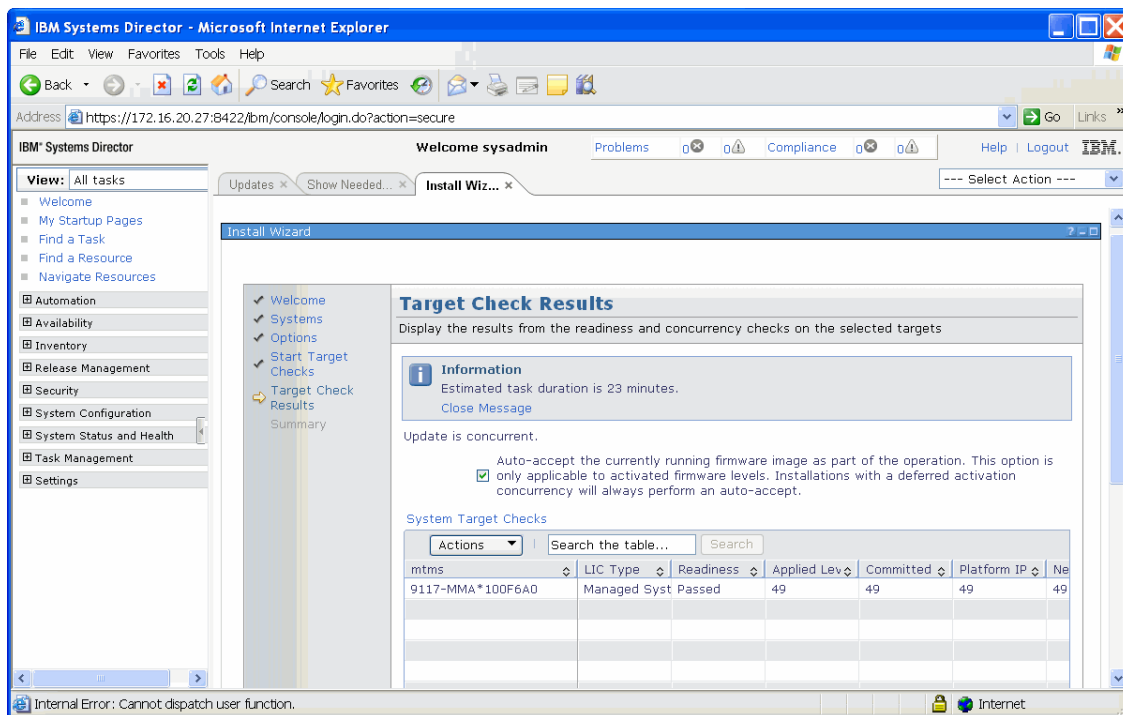 IBM Systems Director - Microsoft Internet Explorer
File Edit View Favorites Tools Help
Back Search Favorites
Address https://172.16.20.27:8422/ibm/console/login.do?action=secure Go Links »
IBM® Systems Director Welcome sysadmin Problems 0 0 Compliance 0 0 Help Logout IBM.
View: All tasks
Updates Show Needed... Install Wiz... --- Select Action ---
Welcome
My Startup Pages
Find a Task
Find a Resource
Navigate Resources
Automation
Availability
Inventory
Release Management
Security
System Configuration
System Status and Health
Task Management
Settings
Install Wizard
Welcome
Systems
Options
Start Target
Checks
Target Check
Results
Summary
Target Check Results
Display the results from the readiness and concurrency checks on the selected targets
Information
Estimated task duration is 23 minutes.
Close Message
Update is concurrent.
Auto-accept the currently running firmware image as part of the operation. This option is
only applicable to activated firmware levels. Installations with a deferred activation
concurrency will always perform an auto-accept.
System Target Checks
Actions Search the table... Search
mtms LIC Type Readiness Applied Lev Committed Platform IP Ne
9117-MMA*100F6A0 Managed Syst Passed 49 49 49 49
Internal Error: Cannot dispatch user function. Internet